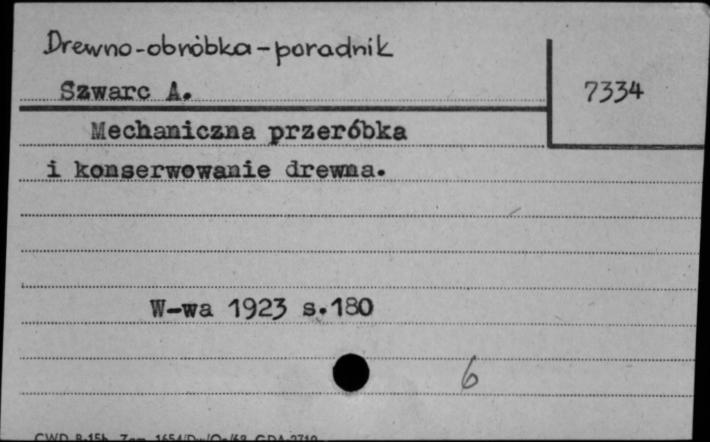 Drewno-obróbka-poradnik
Szwarc A.
7334
Mechaniczna przeróbka
i konserwowanie drewna.
W-wa 1923 s.180
6